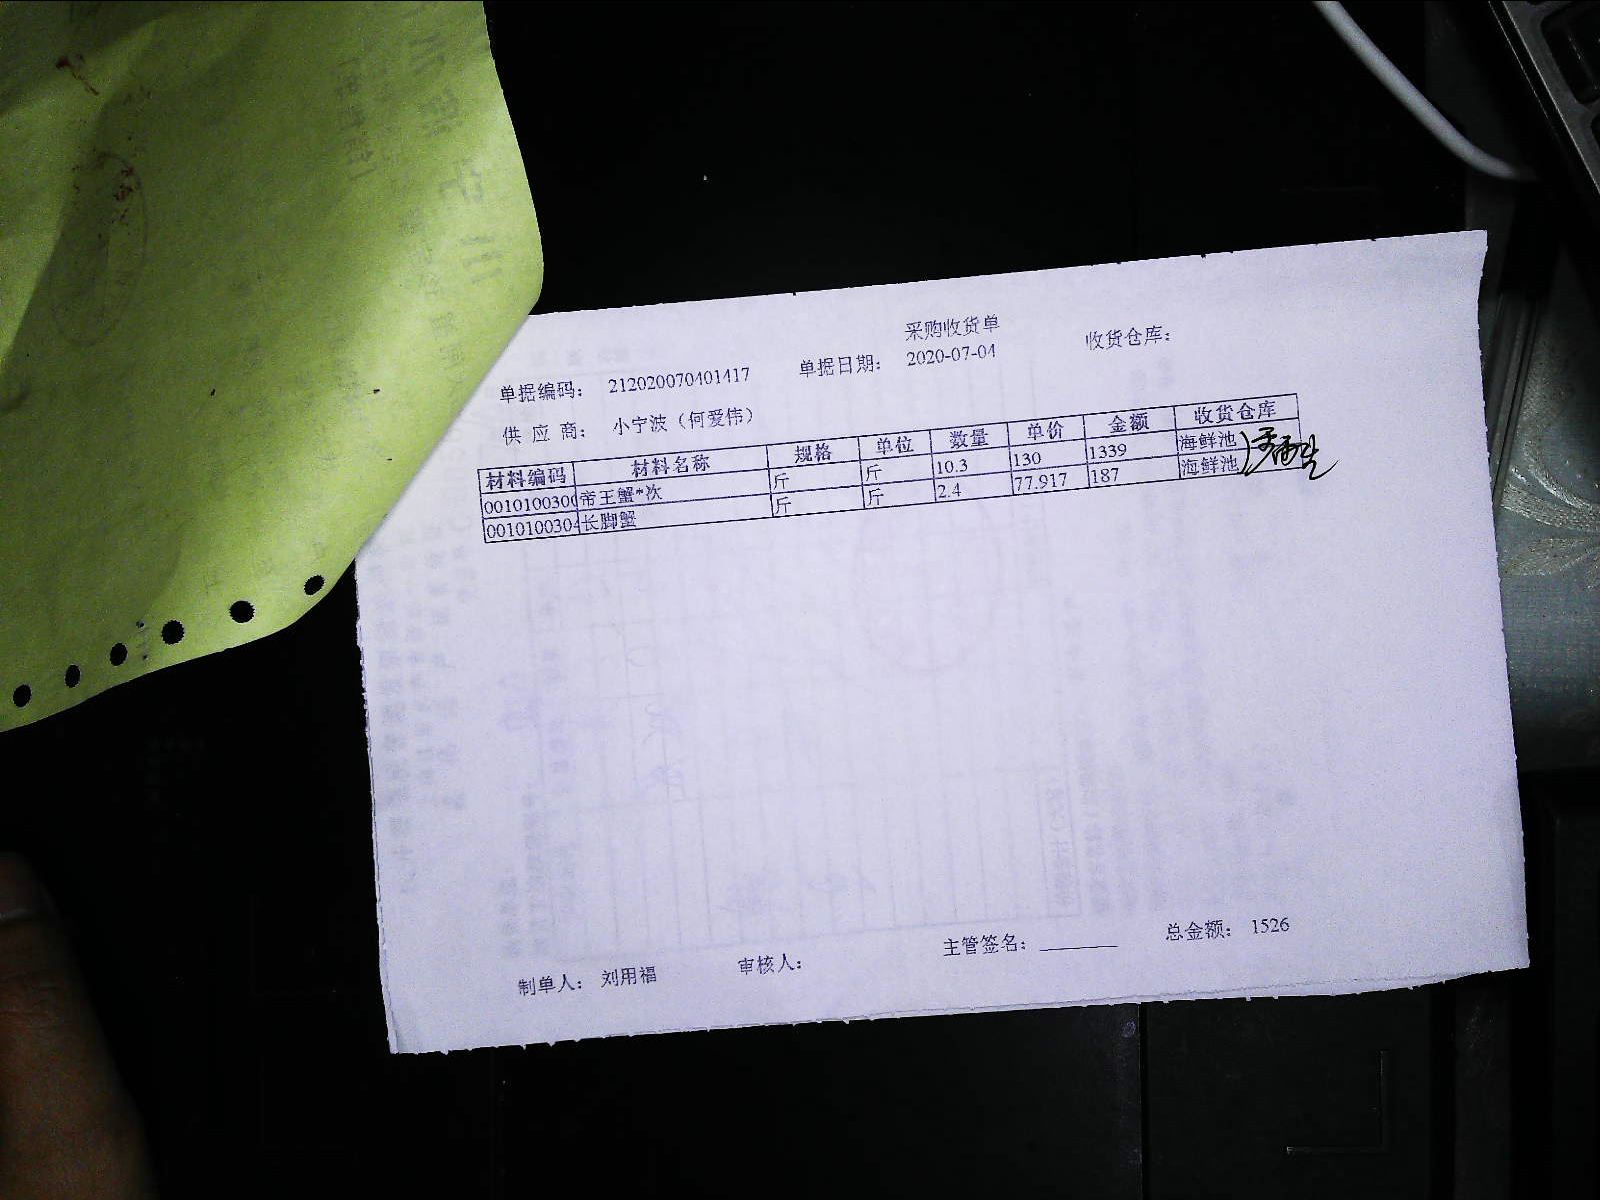 采购收货单
单据编码： 212020070401417 单据日期： 2020-07-04 收货仓库：
供 应 商： 小宁波（何爱伟）
材料编码 材料名称 规格 单位 数量 单价 金额 收货仓库
001010030 帝王蟹*次 斤 斤 10.3 130 1339 海鲜池
001010030 长脚蟹 斤 斤 2.4 77.917 187 海鲜池
制单人： 刘用福 审核人： 主管签名： 总金额： 1526